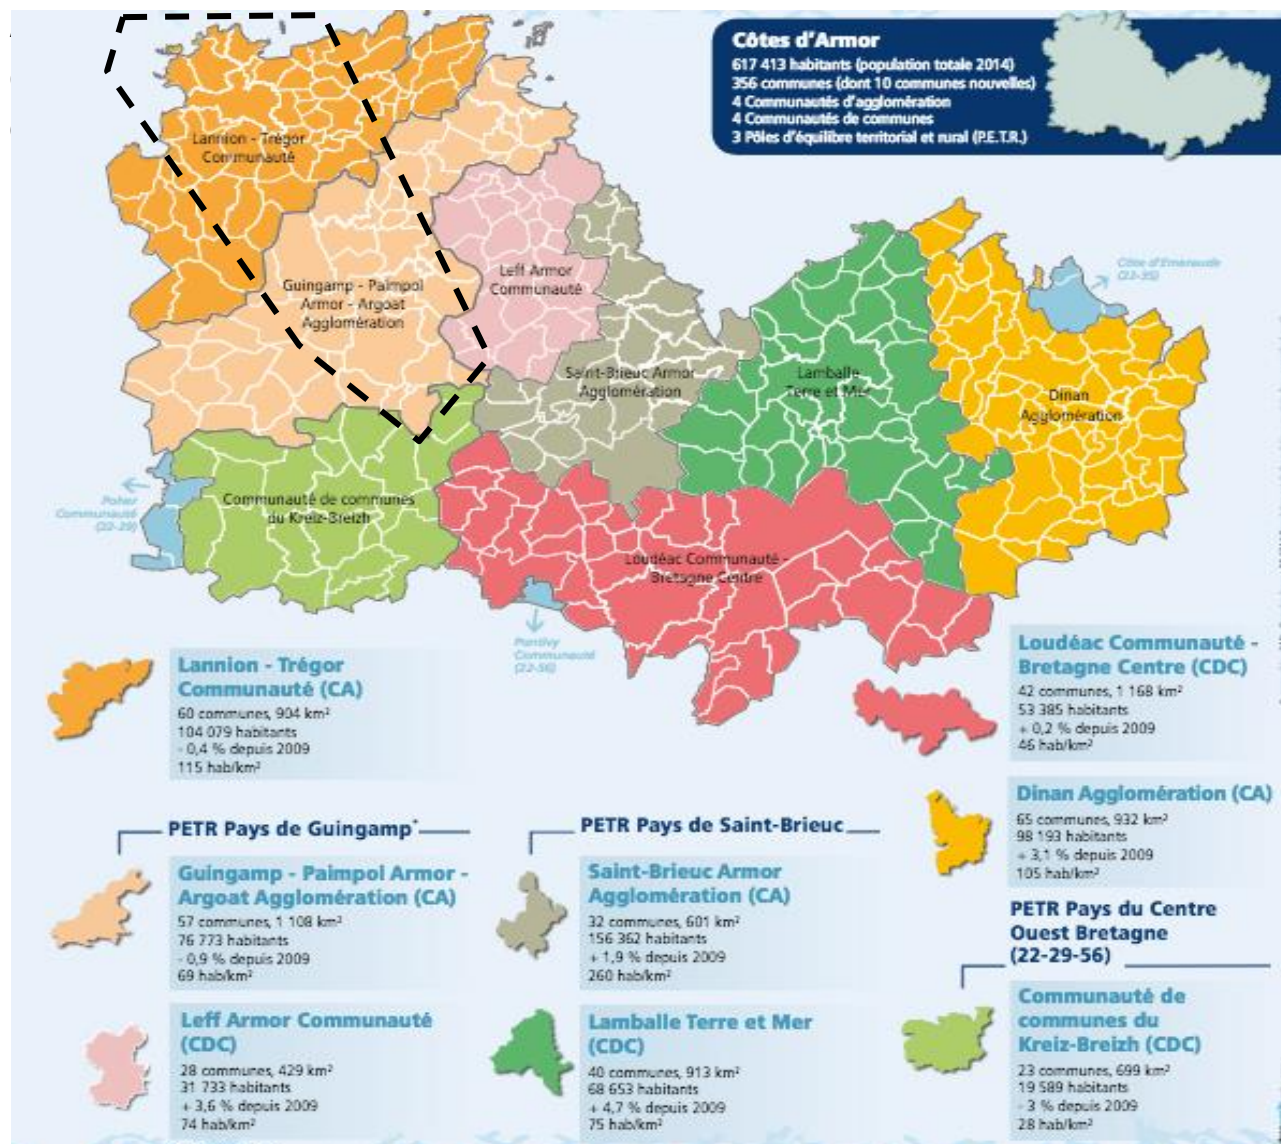 Côtes d'Armor
617 413 habitants (population totale 2014)
356 communes (dont 10 communes nouvelles)
4 Communautés d'agglomération
4 Communautés de communes
3 Pôles d'équilibre territorial et rural (P.E.T.R.)
Lannion - Trégor
Communauté
Guingamp - Paimpol
Armor - Argoat
Agglomération
Leff Armor
Communauté
Saint-Brieuc Armor
Agglomération
Lamballe
Terre et Mer
Dinan
Agglomération
Côte d'Emeraude
(22-35)
Poher
Communauté
(22-29)
Communauté de communes
du Kreiz-Breizh
Loudéac Communauté -
Bretagne Centre
Pontivy
Communauté
(22-56)
Lannion - Trégor
Communauté (CA)
60 communes, 904 km²
104 079 habitants
- 0,4 % depuis 2009
115 hab/km²
Loudéac Communauté -
Bretagne Centre (CDC)
42 communes, 1 168 km²
53 385 habitants
+ 0,2 % depuis 2009
46 hab/km²
Dinan Agglomération (CA)
65 communes, 932 km²
98 193 habitants
+ 3,1 % depuis 2009
105 hab/km²
PETR Pays de Guingamp*
Guingamp - Paimpol Armor -
Argoat Agglomération (CA)
57 communes, 1 108 km²
76 773 habitants
- 0,9 % depuis 2009
69 hab/km²
Leff Armor Communauté
(CDC)
28 communes, 429 km²
31 733 habitants
+ 3,6 % depuis 2009
74 hab/km²
PETR Pays de Saint-Brieuc
Saint-Brieuc Armor
Agglomération (CA)
32 communes, 601 km²
156 362 habitants
+ 1,9 % depuis 2009
260 hab/km²
Lamballe Terre et Mer
(CDC)
40 communes, 913 km²
68 653 habitants
+ 4,7 % depuis 2009
75 hab/km²
PETR Pays du Centre
Ouest Bretagne
(22-29-56)
Communauté de
communes du
Kreiz-Breizh (CDC)
23 communes, 699 km²
19 589 habitants
- 3 % depuis 2009
28 hab/km²